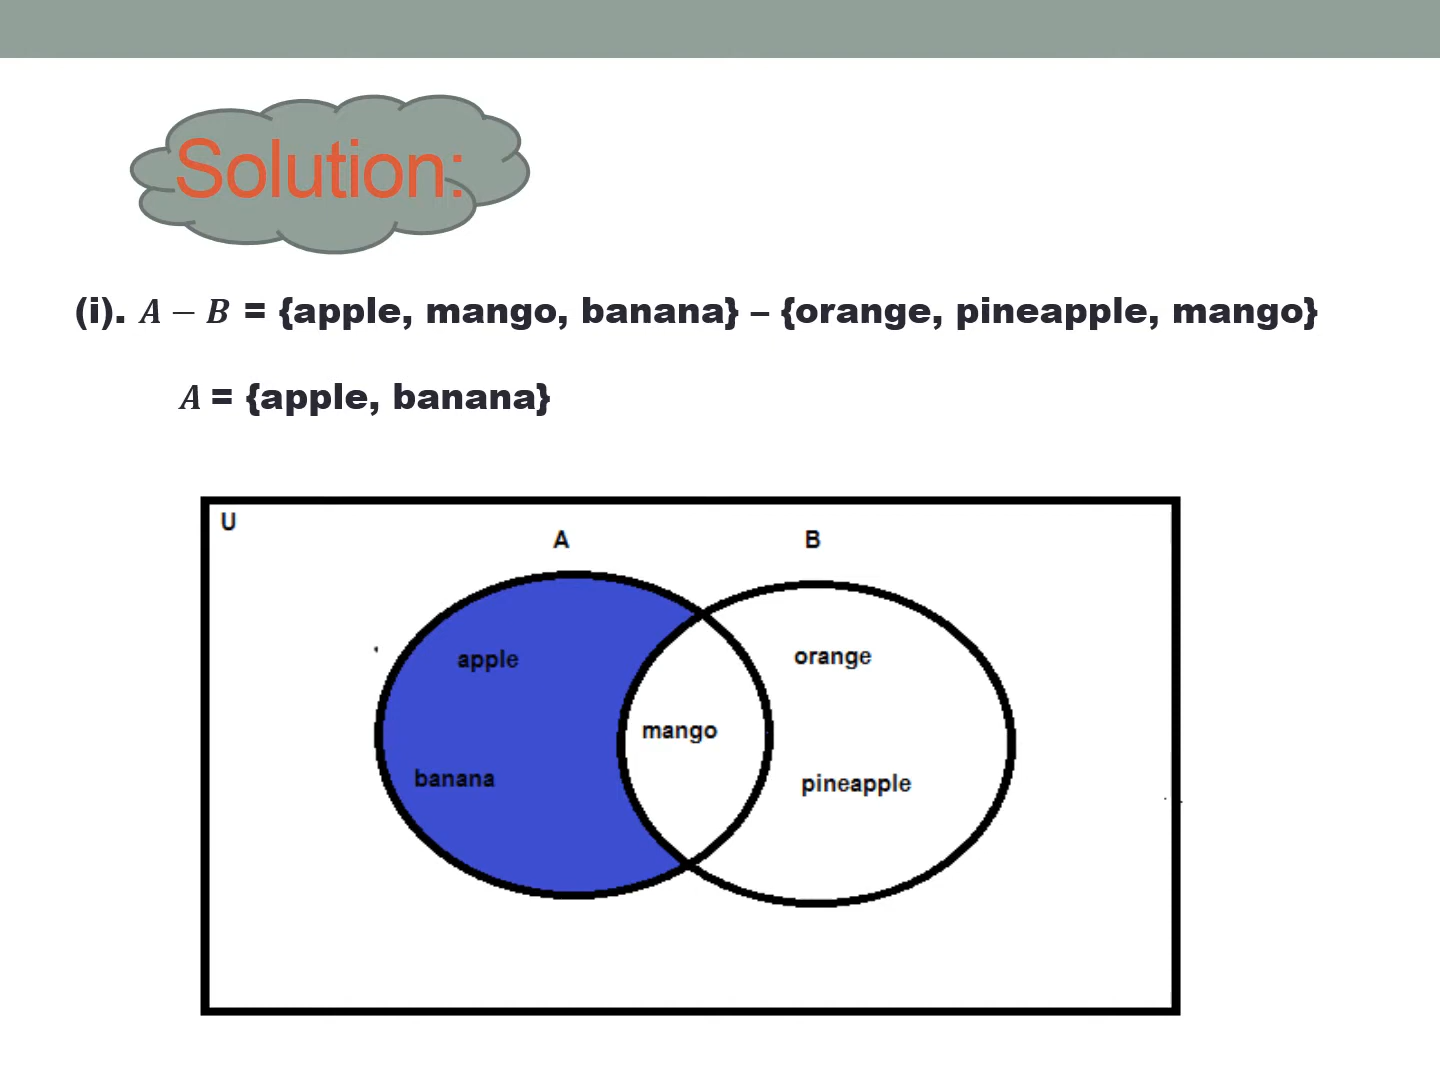 Solution:
(i). A − B = {apple, mango, banana} – {orange, pineapple, mango}
A = {apple, banana}
U
A
B
apple
orange
mango
banana
pineapple